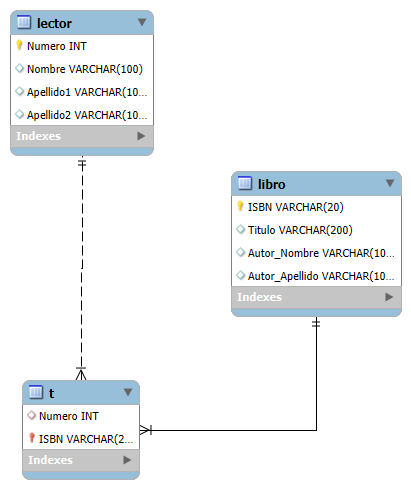 lector
Numero INT
Nombre VARCHAR(100)
Apellido1 VARCHAR(10...
Apellido2 VARCHAR(10...
Indexes
libro
ISBN VARCHAR(20)
Titulo VARCHAR(200)
Autor_Nombre VARCHAR(10...
Autor_Apellido VARCHAR(10...
Indexes
t
Numero INT
ISBN VARCHAR(2...
Indexes